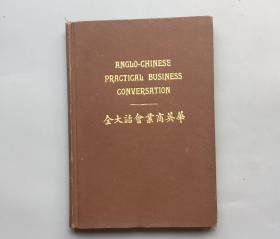 ANGLO-CHINESE
PRACTICAL BUSINESS
CONVERSATION
華英商業會話大全